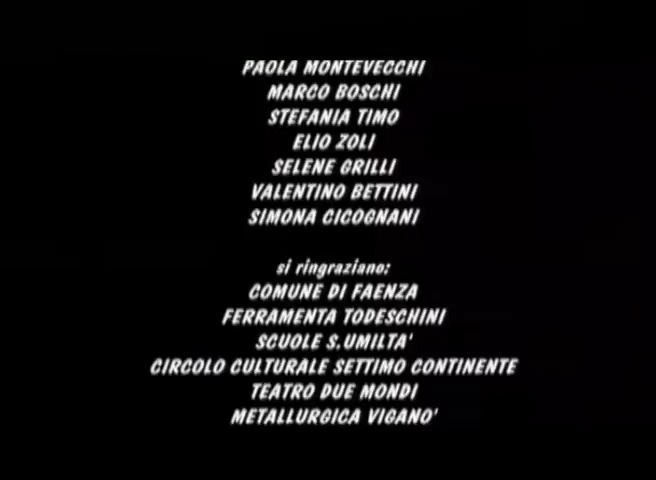 PAOLA MONTEVECCHI
MARCO BOSCHI
STEFANIA TIMO
ELIO ZOLI
SELENE GRILLI
VALENTINO BETTINI
SIMONA CICOGNANI
si ringraziano:
COMUNE DI FAENZA
FERRAMENTA TODESCHINI
SCUOLE S.UMILTA'
CIRCOLO CULTURALE SETTIMO CONTINENTE
TEATRO DUE MONDI
METALLURGICA VIGANO'